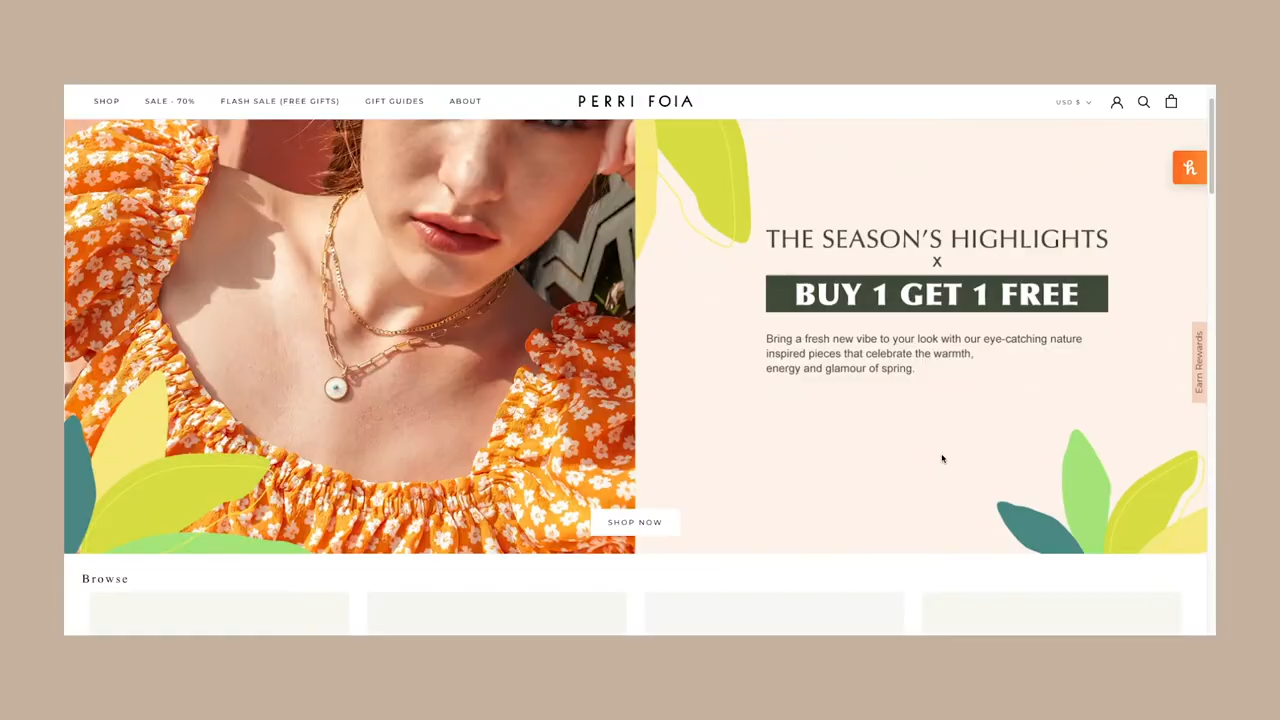 SHOP SALE - 70% FLASH SALE (FREE GIFTS) GIFT GUIDES ABOUT PERRI FOIA USD $
THE SEASON'S HIGHLIGHTS
X
BUY 1 GET 1 FREE
Bring a fresh new vibe to your look with our eye-catching nature
inspired pieces that celebrate the warmth,
energy and glamour of spring.
Earn Rewards
SHOP NOW
Browse